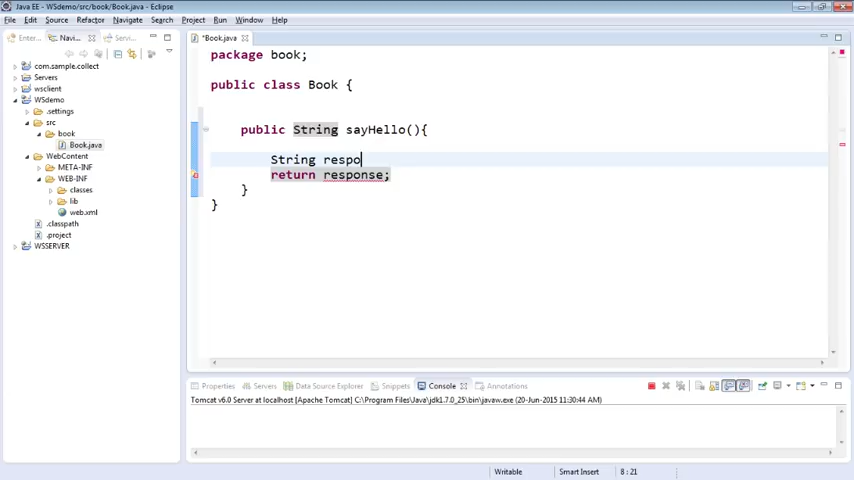 Java EE - WSdemo/src/book/Book.java - Eclipse
File Edit Source Refactor Navigate Search Project Run Window Help
Enter... Navi... Servi...
*Book.java
com.sample.collect
Servers
wsclient
WSdemo
.settings
src
book
Book.java
WebContent
META-INF
WEB-INF
classes
lib
web.xml
.classpath
.project
WSSERVER
package book;
public class Book {
public String sayHello(){
String respo
return response;
}
}
Properties Servers Data Source Explorer Snippets Console Annotations
Tomcat v6.0 Server at localhost [Apache Tomcat] C:\Program Files\Java\jdk1.7.0_25\bin\javaw.exe (20-Jun-2015 11:30:44 AM)
Writable Smart Insert 8 : 21